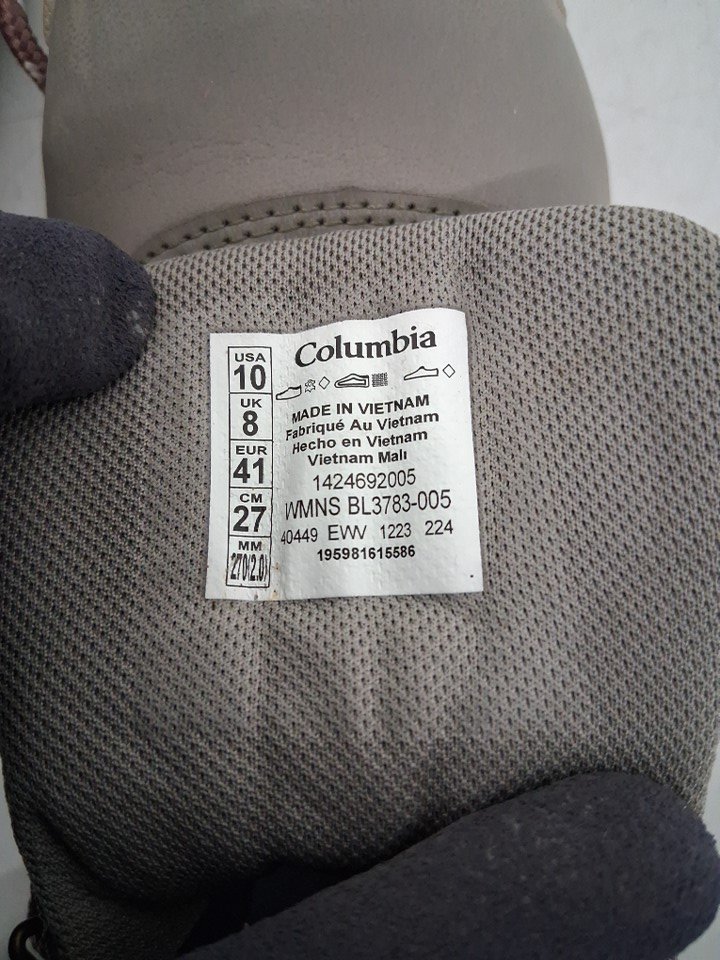 Columbia
USA
10
UK
8
EUR
41
CM
27
MM
270(2.0)
MADE IN VIETNAM
Fabriqué Au Vietnam
Hecho en Vietnam
Vietnam Malı
1424692005
WMNS BL3783-005
40449 EWV 1223 224
195981615586